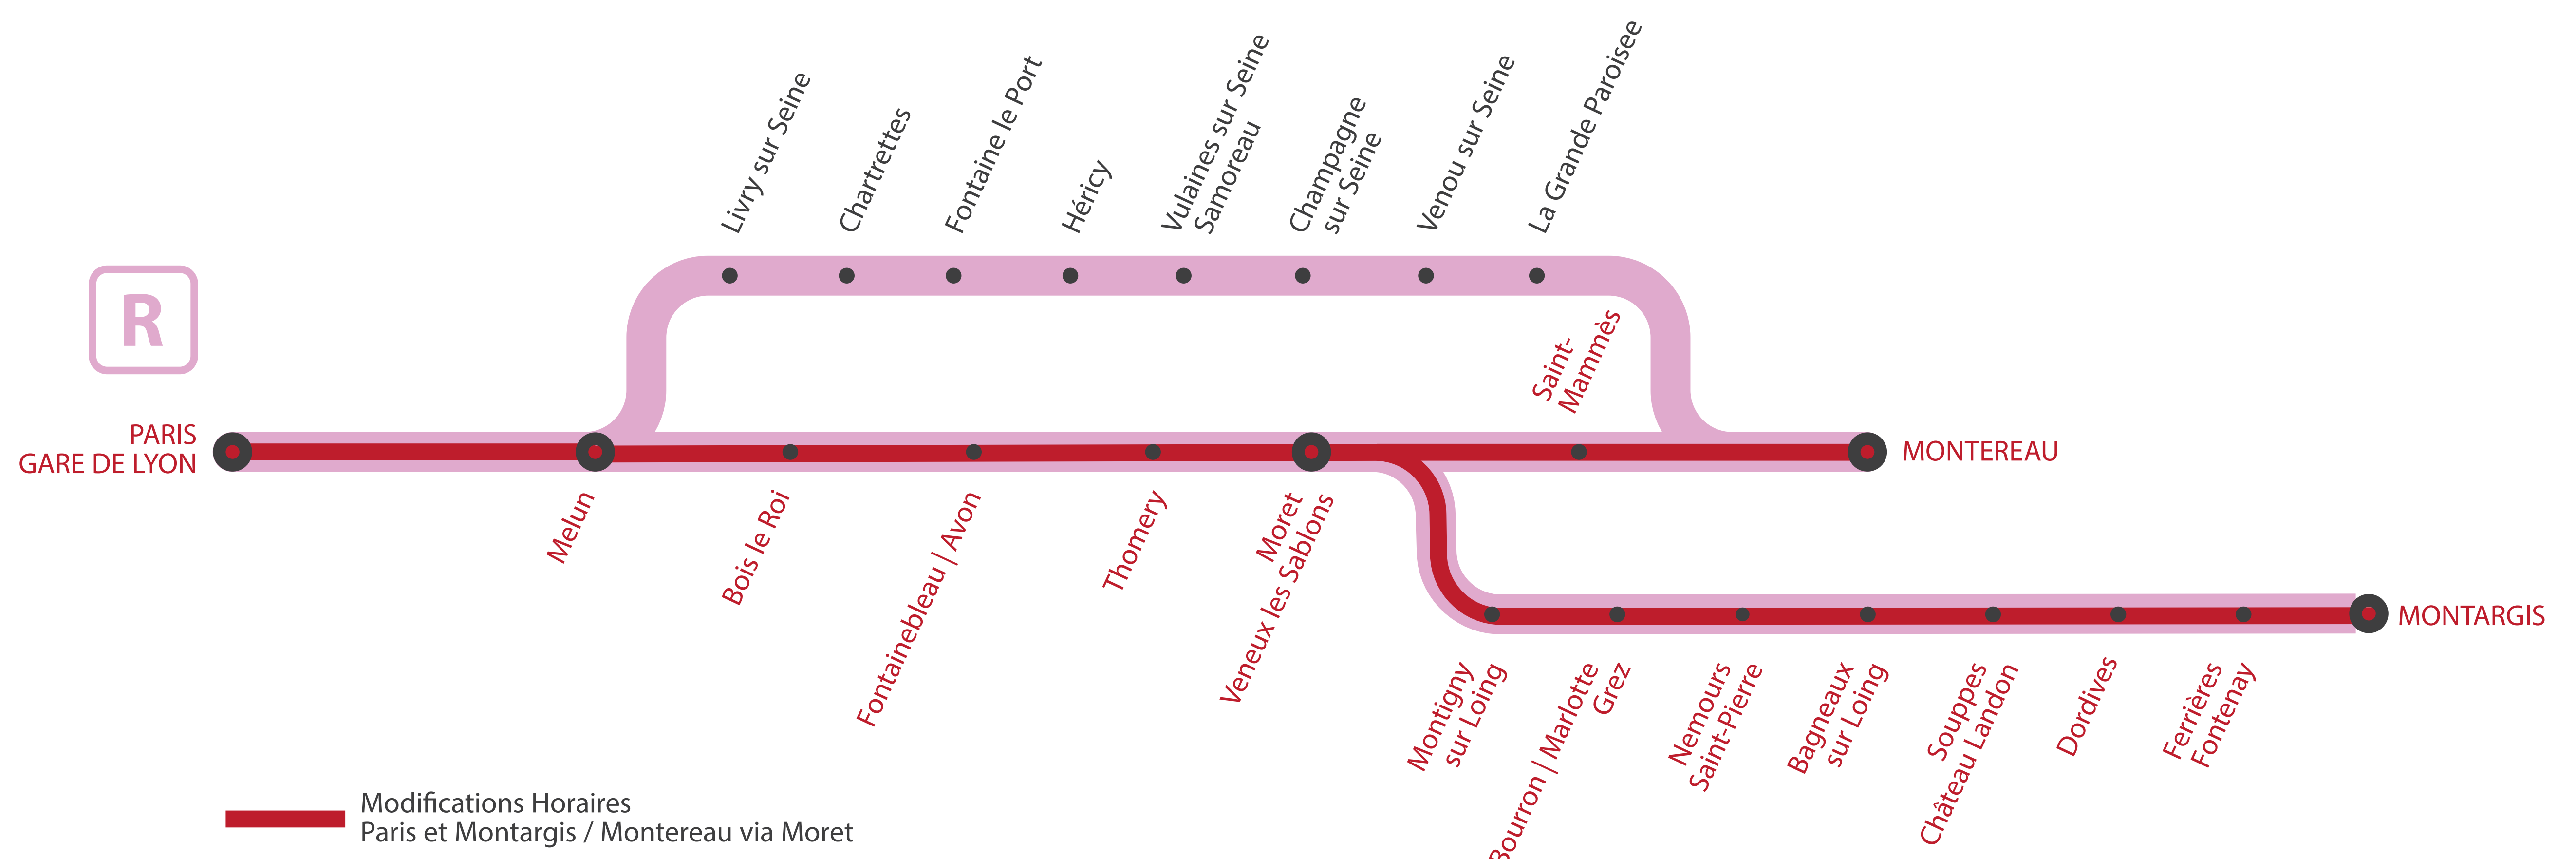 Livry sur Seine
Chartrettes
Fontaine le Port
Héricy
Vulaines sur Seine
Samoreau
Champagne
sur Seine
Venou sur Seine
La Grande Paroisee
R
Saint-
Mammès
PARIS
GARE DE LYON
MONTEREAU
Melun
Bois le Roi
Fontainebleau | Avon
Thomery
Moret
Veneux les Sablons
MONTARGIS
Montigny
sur Loing
Bourron | Marlotte
Grez
Nemours
Saint-Pierre
Bagneaux
sur Loing
Souppes
Château Landon
Dordives
Ferrières
Fontenay
Modifications Horaires
Paris et Montargis / Montereau via Moret